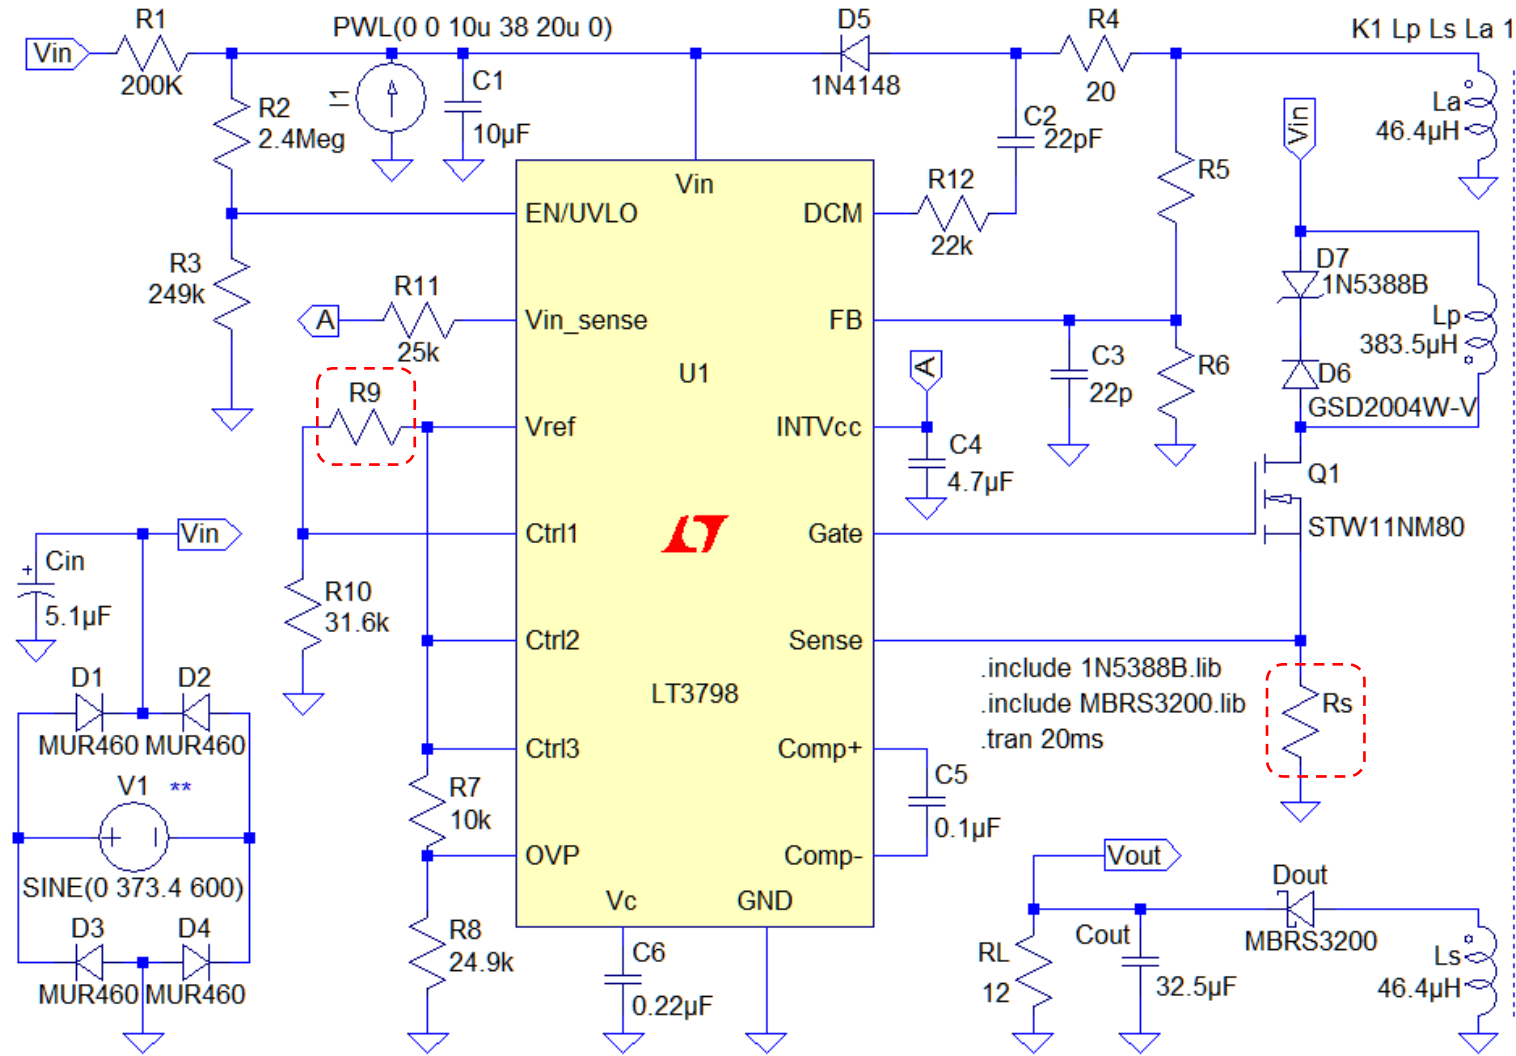 PWL(0 0 10u 38 20u 0)
K1 Lp Ls La 1
Vin
R1
200K
R2
2.4Meg
I1
C1
10µF
D5
1N4148
R4
20
C2
22pF
La
46.4µH
Vin
R3
249k
EN/UVLO
Vin
DCM
R12
22k
R5
A
R11
25k
Vin_sense
FB
C3
22p
R6
D7
1N5388B
Lp
383.5µH
D6
GSD2004W-V
U1
R9
Vref
INTVcc
A
C4
4.7µF
Q1
STW11NM80
Vin
Cin
+
5.1µF
Ctrl1
Gate
R10
31.6k
Ctrl2
Sense
LT3798
.include 1N5388B.lib
.include MBRS3200.lib
.tran 20ms
Rs
D1
MUR460
D2
MUR460
V1
**
SINE(0 373.4 600)
D3
MUR460
D4
MUR460
Ctrl3
Comp+
R7
10k
C5
0.1µF
OVP
Comp-
Vc
GND
R8
24.9k
C6
0.22µF
Vout
RL
12
Cout
32.5µF
Dout
MBRS3200
Ls
46.4µH